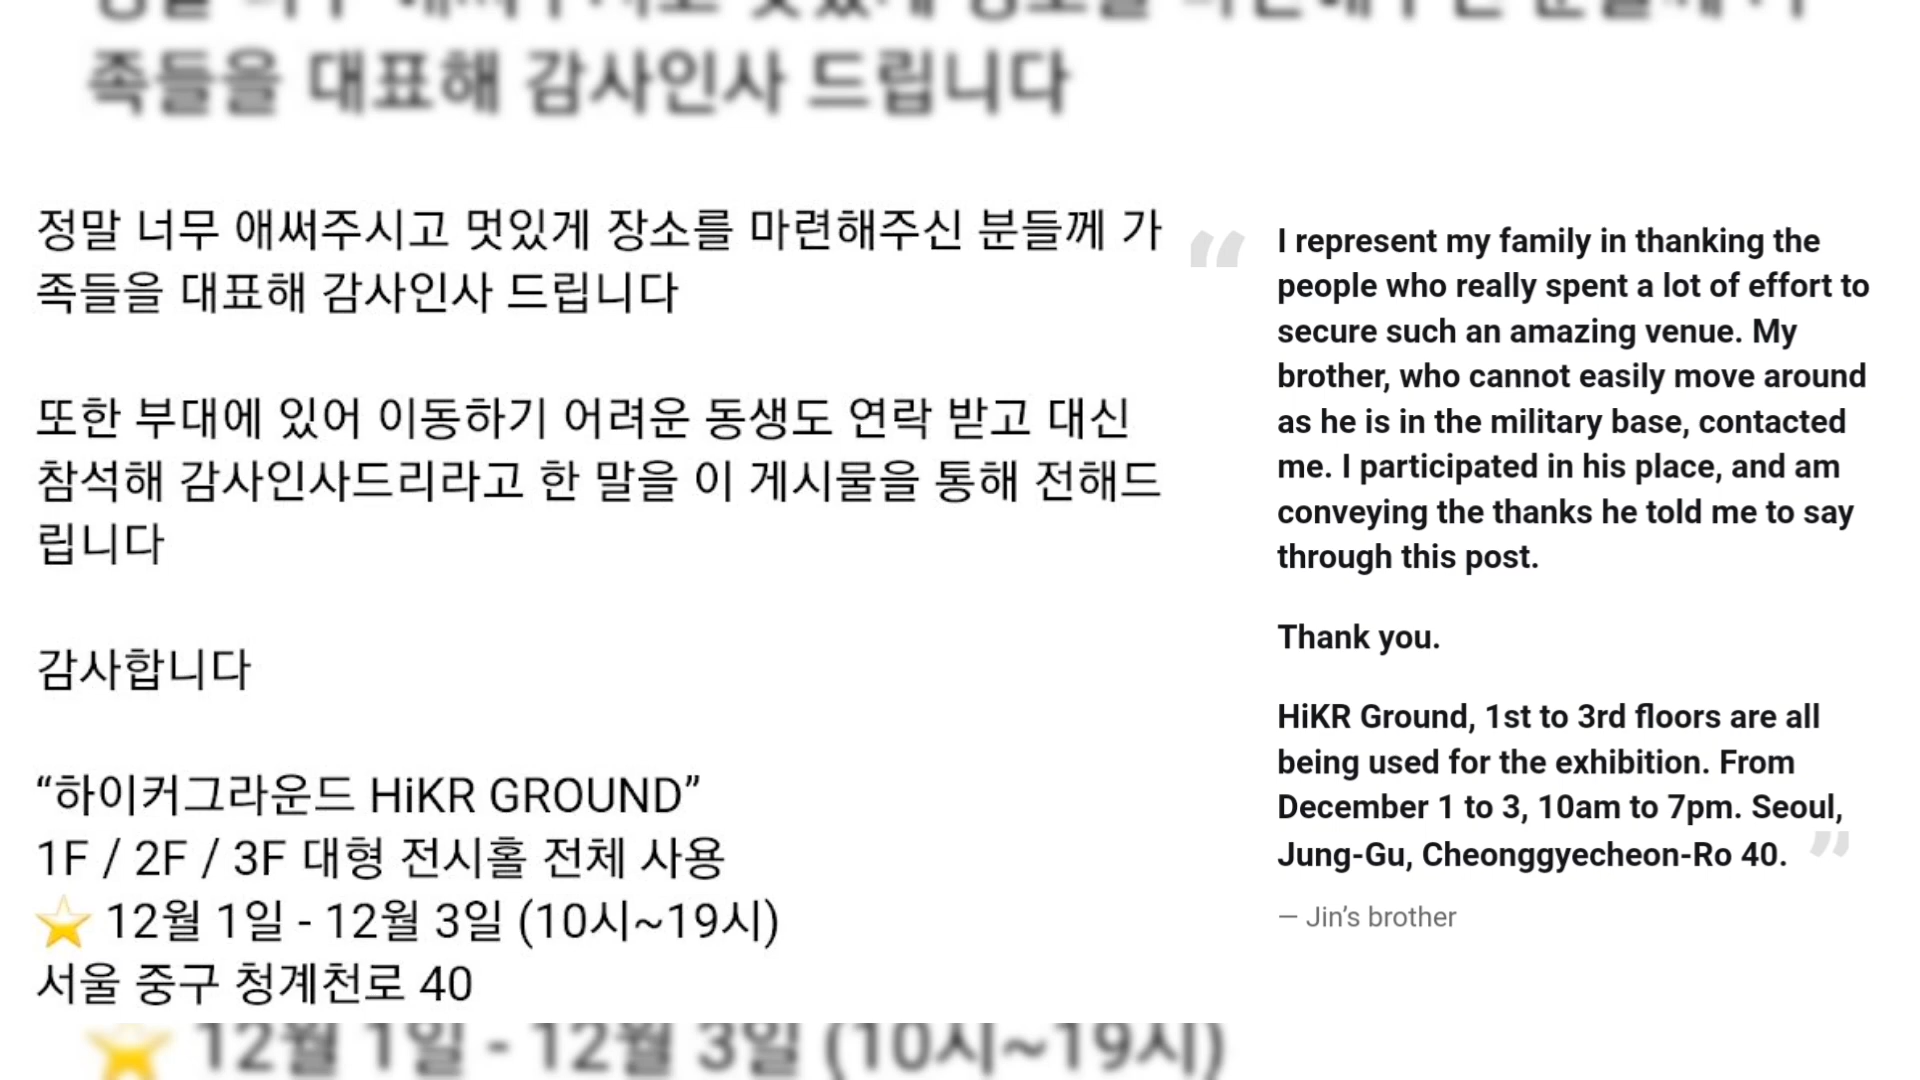 족들을 대표해 감사인사 드립니다
정말 너무 애써주시고 멋있게 장소를 마련해주신 분들께 가
족들을 대표해 감사인사 드립니다
또한 부대에 있어 이동하기 어려운 동생도 연락 받고 대신
참석해 감사인사드리라고 한 말을 이 게시물을 통해 전해드
립니다
감사합니다
“하이커그라운드 HiKR GROUND”
1F / 2F / 3F 대형 전시홀 전체 사용
⭐ 12월 1일 - 12월 3일 (10시~19시)
서울 중구 청계천로 40
“ I represent my family in thanking the
people who really spent a lot of effort to
secure such an amazing venue. My
brother, who cannot easily move around
as he is in the military base, contacted
me. I participated in his place, and am
conveying the thanks he told me to say
through this post.
Thank you.
HiKR Ground, 1st to 3rd floors are all
being used for the exhibition. From
December 1 to 3, 10am to 7pm. Seoul,
Jung-Gu, Cheonggyecheon-Ro 40. ”
— Jin’s brother
⭐ 12월 1일 - 12월 3일 (10시~19시)